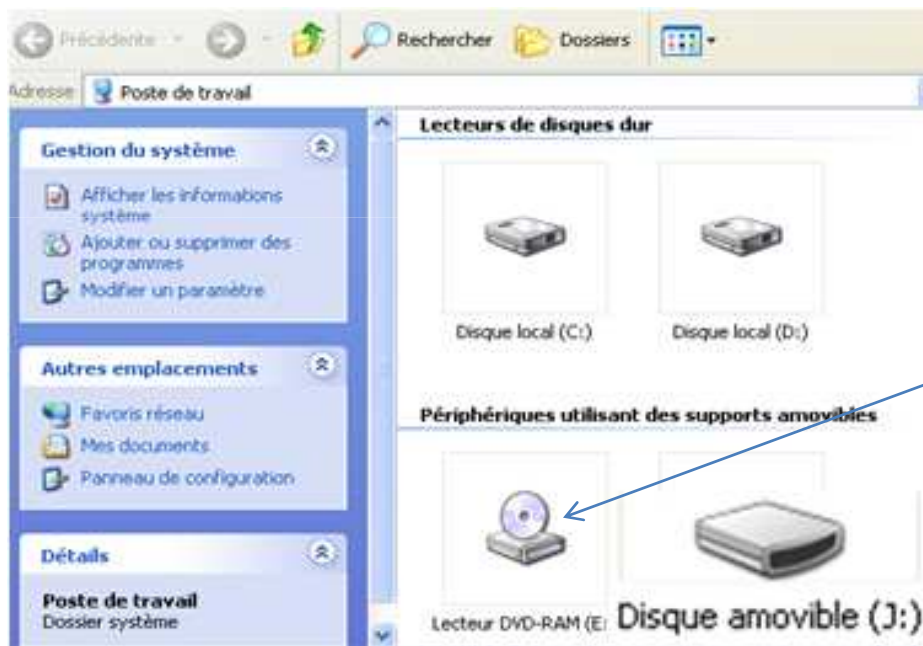 Précédente
Rechercher
Dossiers
Adresse
Poste de travail
Gestion du système
Afficher les informations
système
Ajouter ou supprimer des
programmes
Modifier un paramètre
Autres emplacements
Favoris réseau
Mes documents
Panneau de configuration
Détails
Poste de travail
Dossier système
Lecteurs de disques dur
Disque local (C:)
Disque local (D:)
Périphériques utilisant des supports amovibles
Lecteur DVD-RAM (E:
Disque amovible (J:)